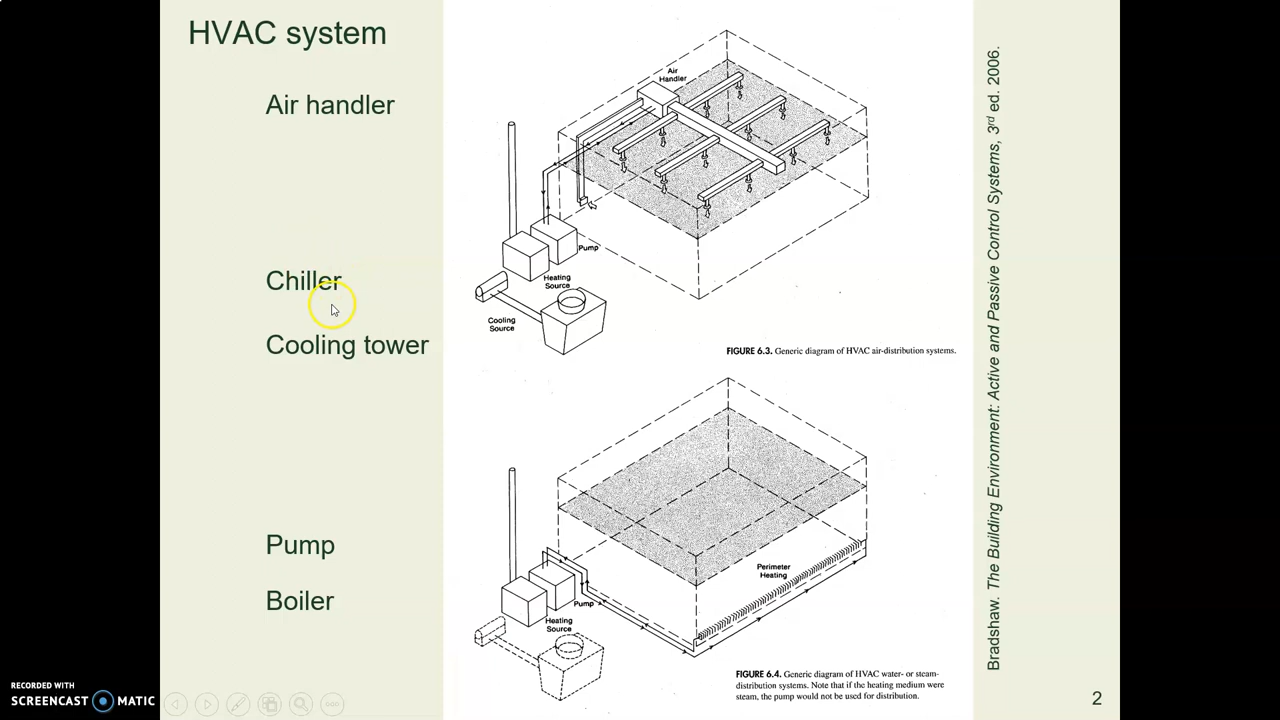 HVAC system
Air handler
Chiller
Cooling tower
Pump
Boiler
Air
Handler
Pump
Heating
Source
Cooling
Source
FIGURE 6.3. Generic diagram of HVAC air-distribution systems.
Perimeter
Heating
Pump
Heating
Source
FIGURE 6.4. Generic diagram of HVAC water- or steam-
distribution systems. Note that if the heating medium were
steam, the pump would not be used for distribution.
Bradshaw. The Building Environment: Active and Passive Control Systems, 3rd ed. 2006.
2
RECORDED WITH
SCREENCAST MATIC